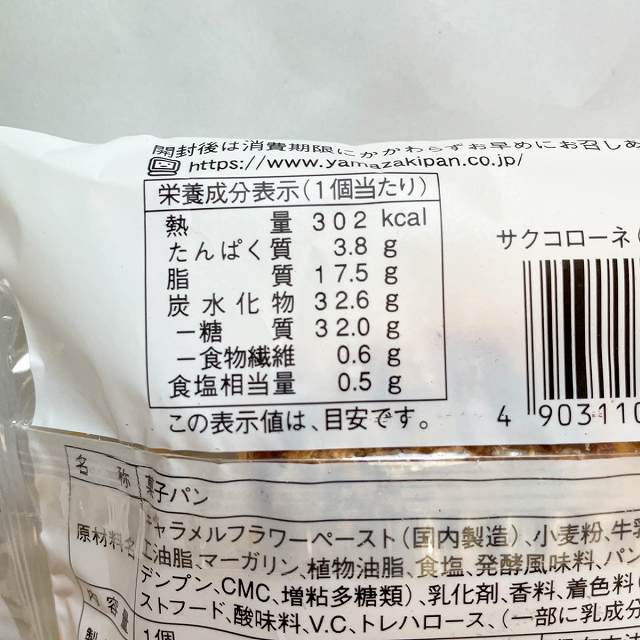 開封後は消費期限にかかわらずお早めにお召しあ
https://www.yamazakipan.co.jp/
栄養成分表示(1個当たり)
熱量 302 kcal
たんぱく質 3.8 g
脂質 17.5 g
炭水化物 32.6 g
－糖質 32.0 g
－食物繊維 0.6 g
食塩相当量 0.5 g
この表示値は、目安です。
サクコローネ(
4 903110
名称 菓子パン
原材料名 キャラメルフラワーペースト(国内製造)、小麦粉、牛乳
工油脂、マーガリン、植物油脂、食塩、発酵風味料、パン
デンプン、CMC、増粘多糖類)、乳化剤、香料、着色料(
ストフード、酸味料、V.C、トレハロース、(一部に乳成分
内容量 1個